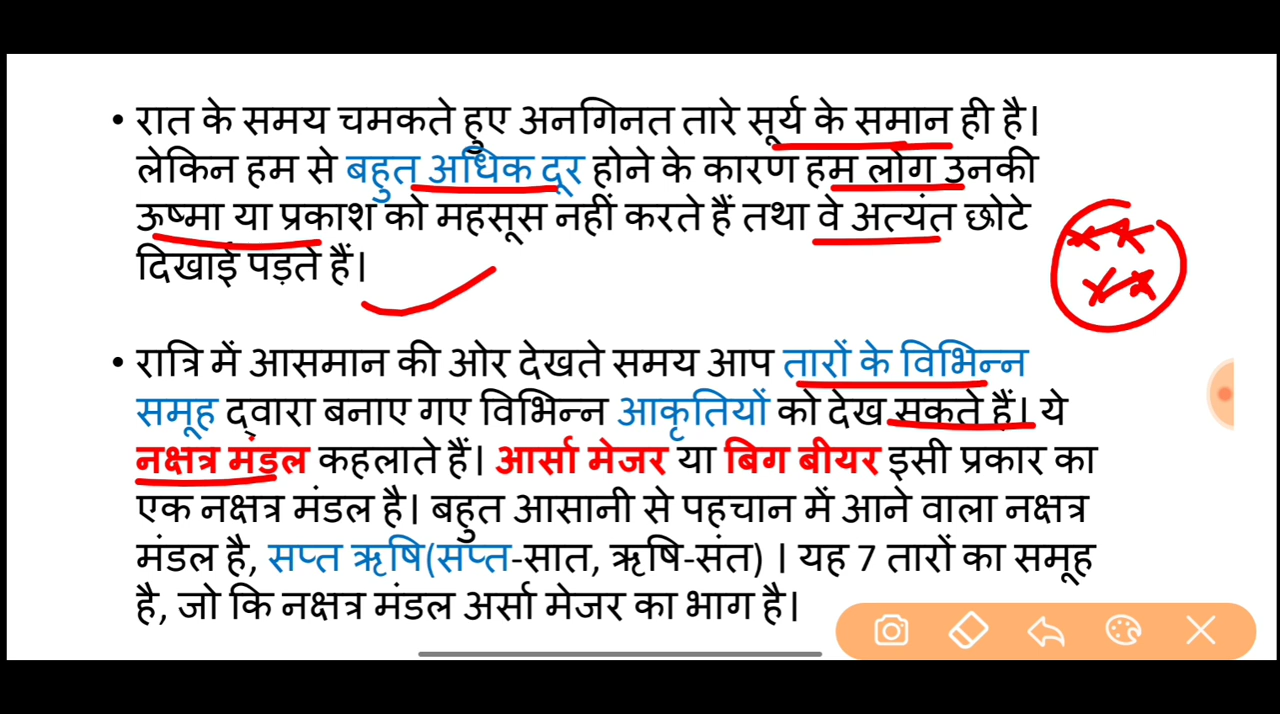 • रात के समय चमकते हुए अनगिनत तारे सूर्य के समान ही है।
लेकिन हम से बहुत अधिक दूर होने के कारण हम लोग उनकी
ऊष्मा या प्रकाश को महसूस नहीं करते हैं तथा वे अत्यंत छोटे
दिखाई पड़ते हैं।
• रात्रि में आसमान की ओर देखते समय आप तारों के विभिन्न
समूह द्वारा बनाए गए विभिन्न आकृतियों को देख सकते हैं। ये
नक्षत्र मंडल कहलाते हैं। आर्सा मेजर या बिग बीयर इसी प्रकार का
एक नक्षत्र मंडल है। बहुत आसानी से पहचान में आने वाला नक्षत्र
मंडल है, सप्त ऋषि(सप्त-सात, ऋषि-संत) । यह 7 तारों का समूह
है, जो कि नक्षत्र मंडल अर्सा मेजर का भाग है।